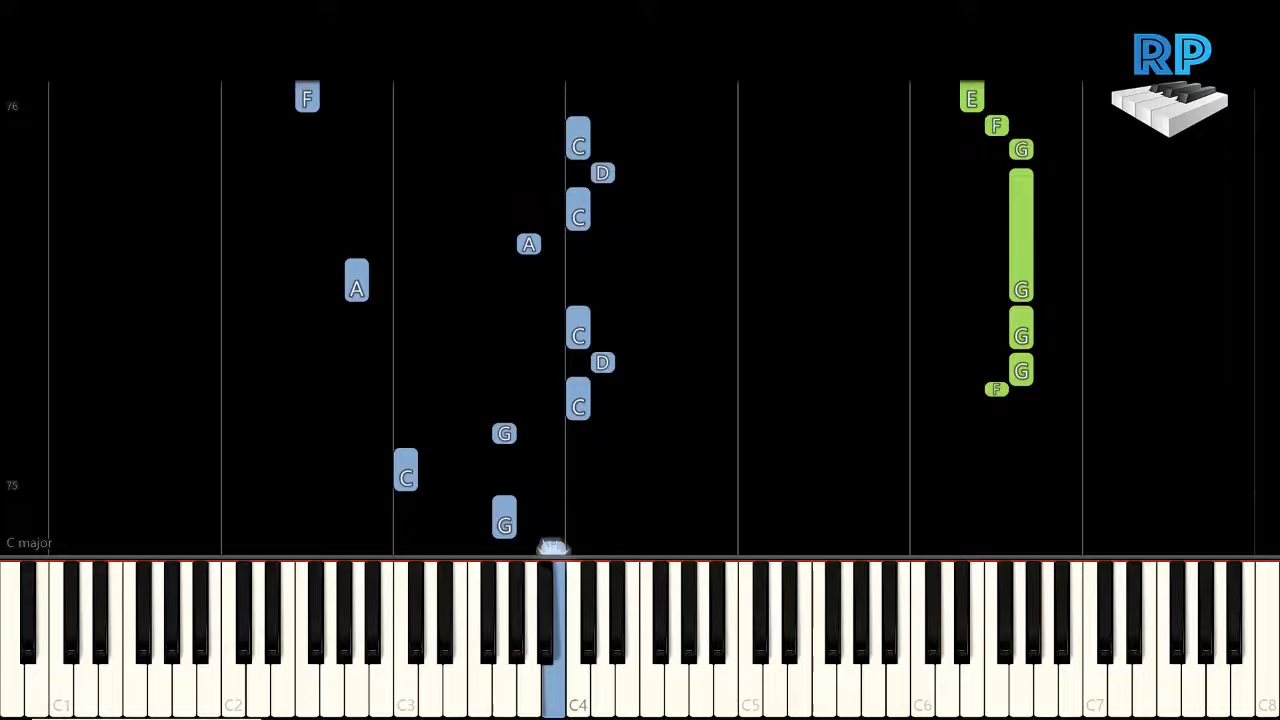 RP
76 F E
F
C G
D
C
A
A G
C G
D G
F
C
G
C
75
G
C major
C1 C2 C3 C4 C5 C6 C7 C8